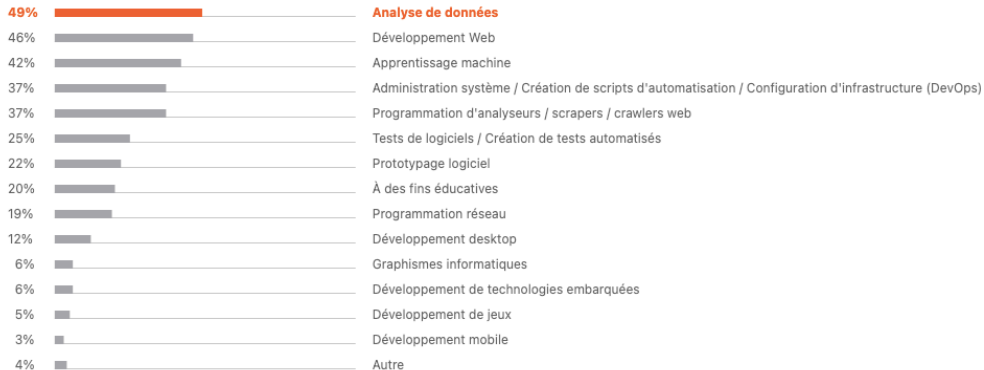 49% Analyse de données
46% Développement Web
42% Apprentissage machine
37% Administration système / Création de scripts d'automatisation / Configuration d'infrastructure (DevOps)
37% Programmation d'analyseurs / scrapers / crawlers web
25% Tests de logiciels / Création de tests automatisés
22% Prototypage logiciel
20% À des fins éducatives
19% Programmation réseau
12% Développement desktop
6% Graphismes informatiques
6% Développement de technologies embarquées
5% Développement de jeux
3% Développement mobile
4% Autre